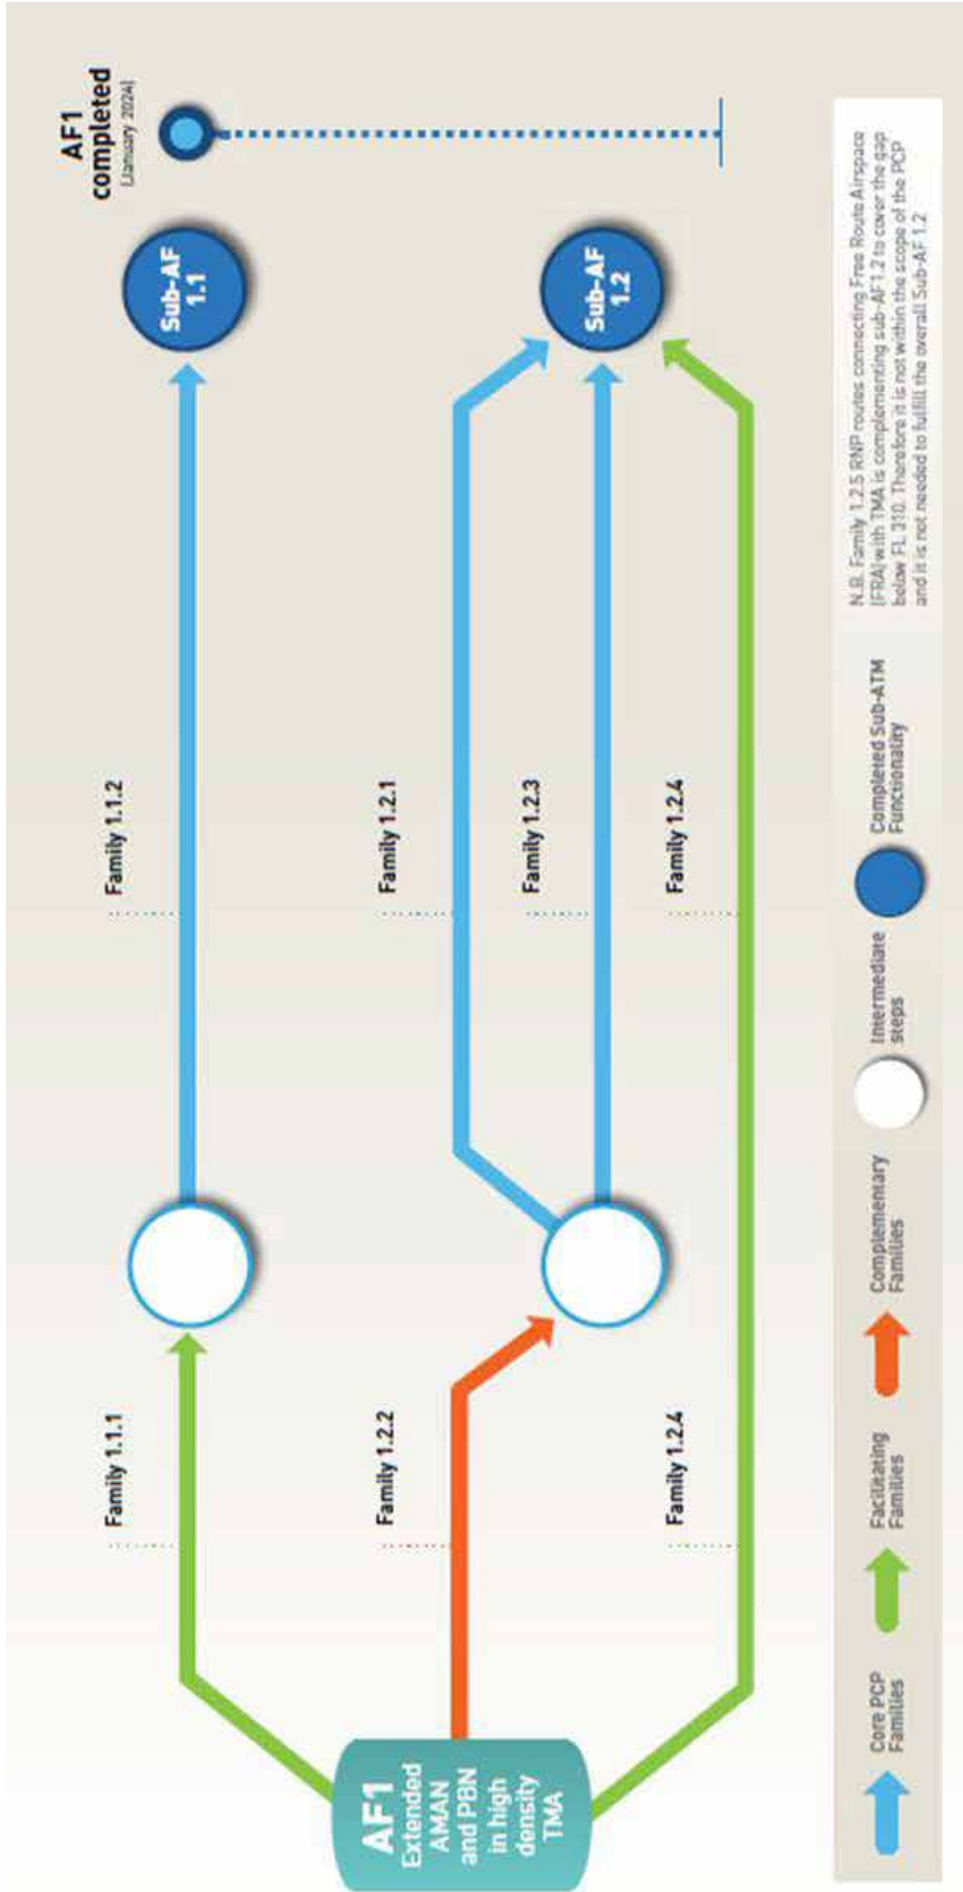 AF1
completed
(January 2024)
Sub-AF
1.1
Sub-AF
1.2
Family 1.1.2
Family 1.2.1
Family 1.2.3
Family 1.2.4
Family 1.1.1
Family 1.2.2
Family 1.2.4
AF1
Extended
AMAN
and PBN
in high
density
TMA
Core PCP
Families
Facilitating
Families
Complementary
Families
Intermediate
steps
Completed Sub-ATM
Functionality
N.B. Family 1.2.5 RNP routes connecting Free Route Airspace
(FRA) with TMA is complementing sub-AF1.2 to cover the gap
below FL 310. Therefore it is not within the scope of the PCP
and it is not needed to fulfill the overall Sub-AF 1.2